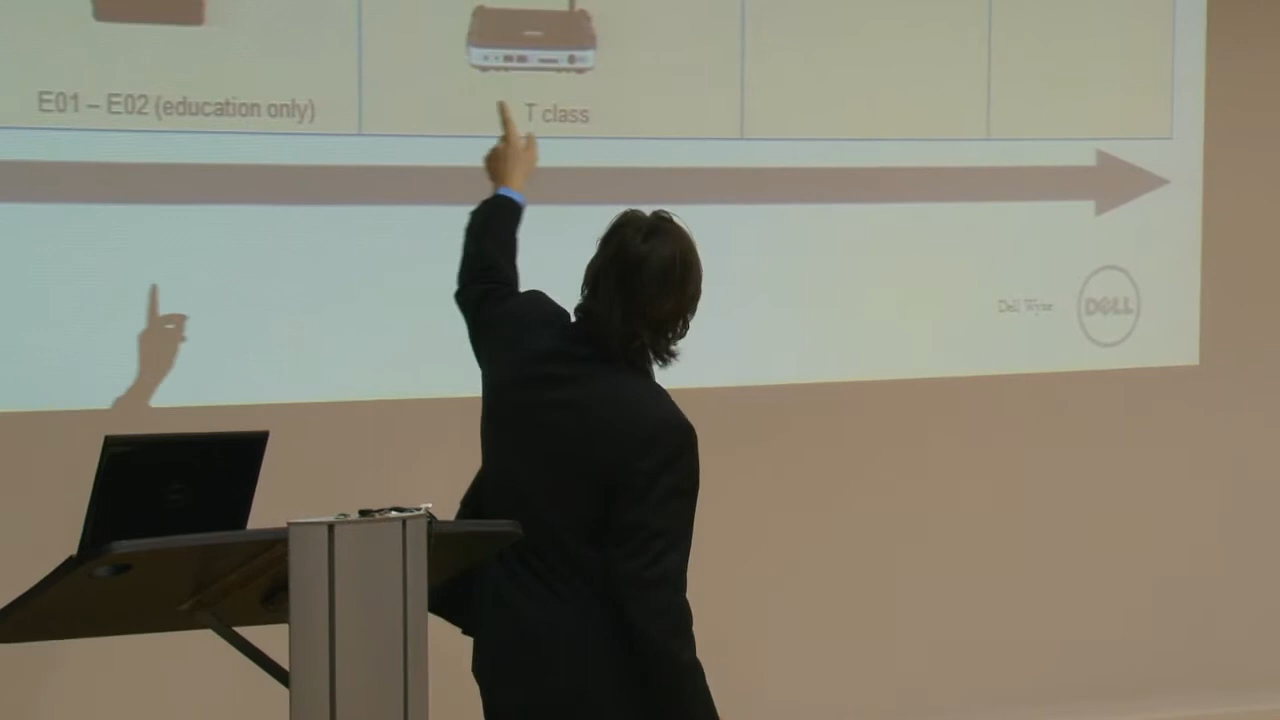 E01 – E02 (education only)
T class
Dell Wyse
DELL